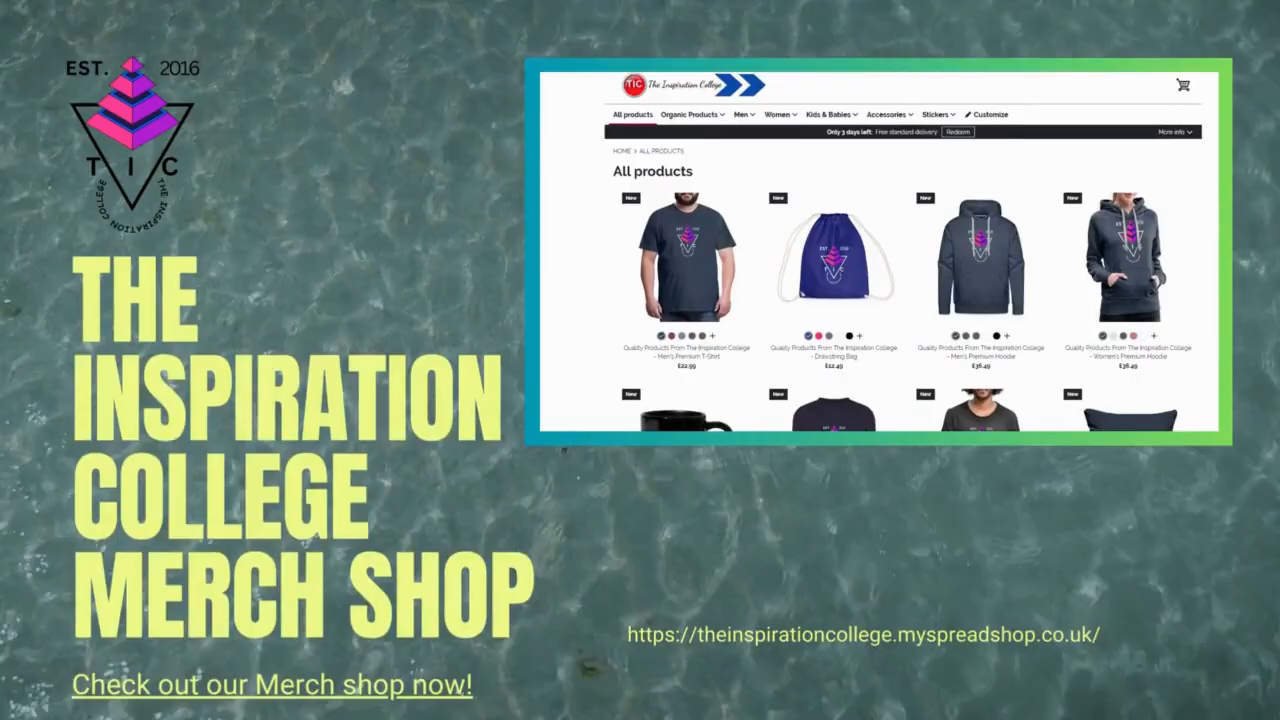 EST. 2016
T I C
THE INSPIRATION COLLEGE
THE
INSPIRATION
COLLEGE
MERCH SHOP
Check out our Merch shop now!
TIC The Inspiration College
All products Organic Products Men Women Kids & Babies Accessories Stickers Customize
Only 3 days left: Free standard delivery Redeem More info
HOME > ALL PRODUCTS
All products
New New New New
Quality Products From The Inspiration College
- Men's Premium T-Shirt
£22.99
Quality Products From The Inspiration College
- Drawstring Bag
£12.49
Quality Products From The Inspiration College
- Men's Premium Hoodie
£36.49
Quality Products From The Inspiration College
- Women's Premium Hoodie
£36.49
New New New New
https://theinspirationcollege.myspreadshop.co.uk/